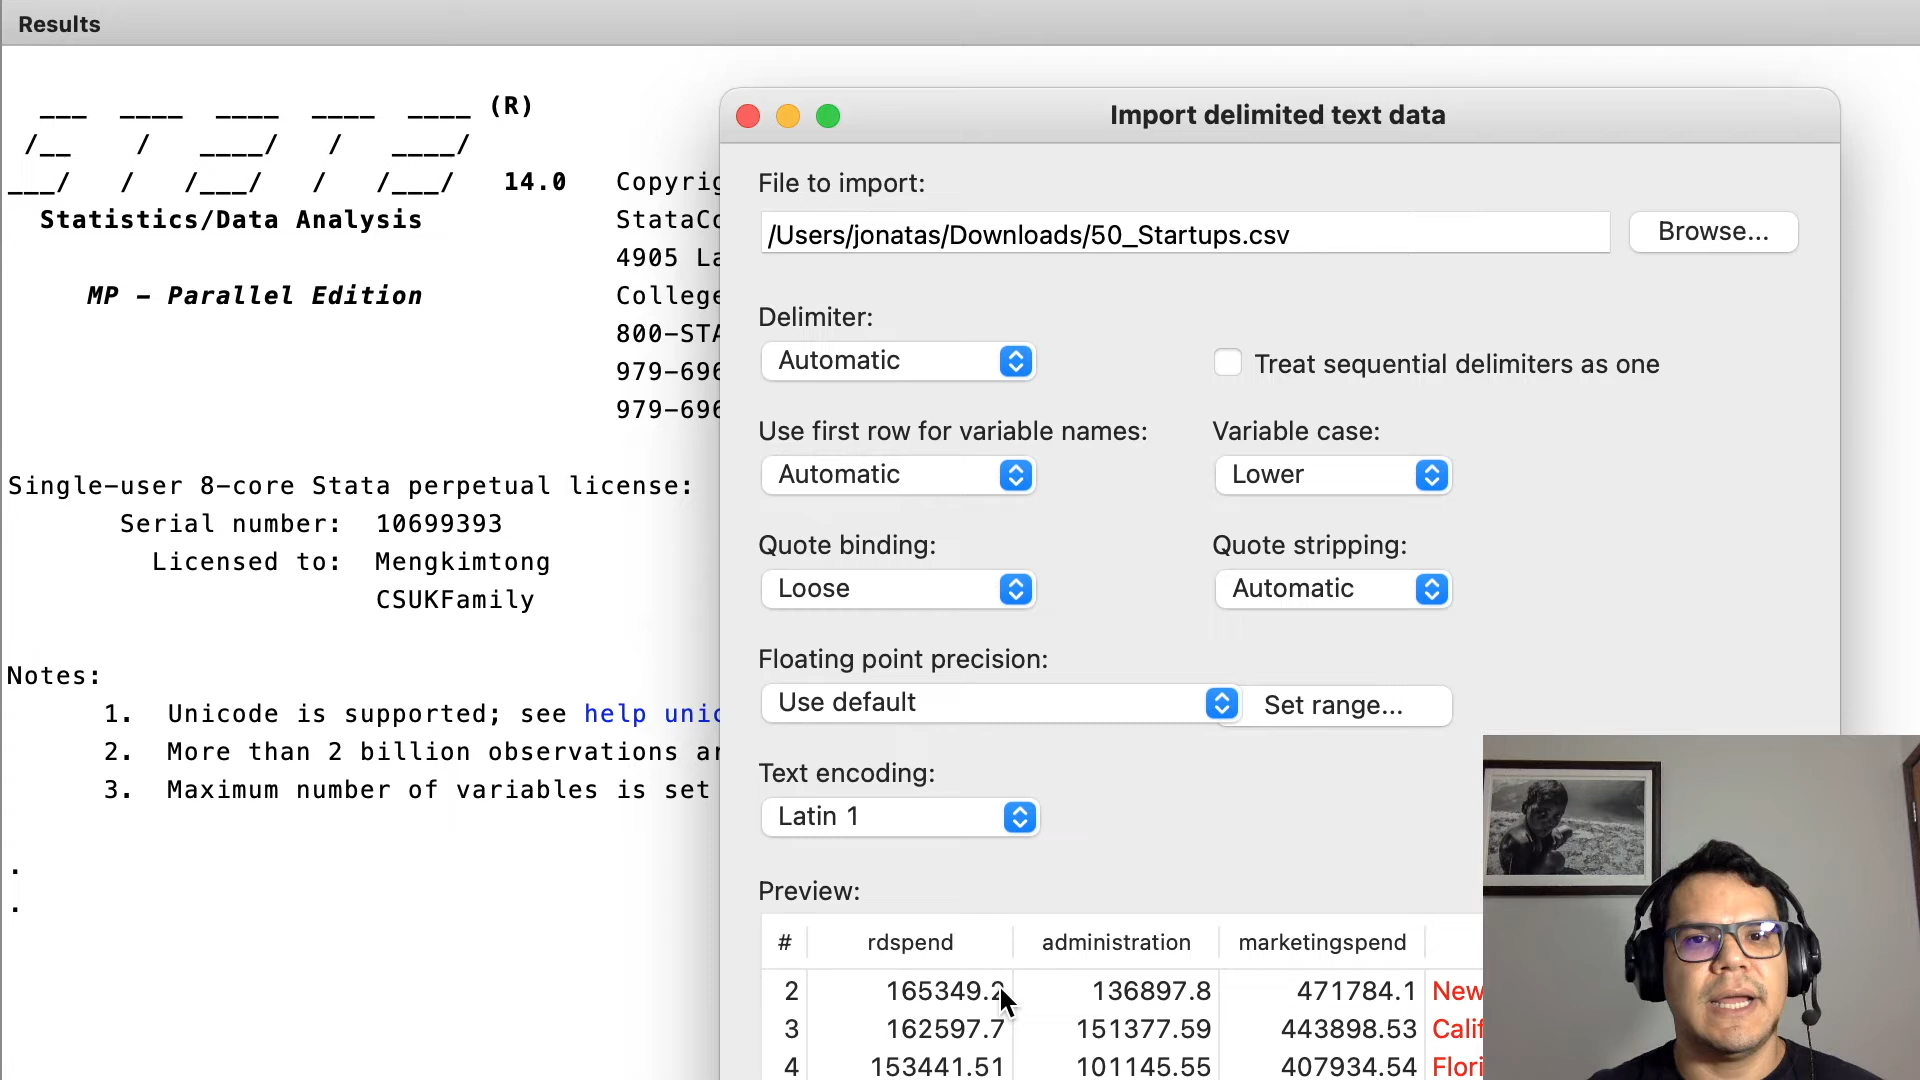 Results
(R)
14.0 Copyrig
Statistics/Data Analysis StataCo
4905 La
MP - Parallel Edition College
800-STA
979-696
979-696
Single-user 8-core Stata perpetual license:
Serial number: 10699393
Licensed to: Mengkimtong
CSUKFamily
Notes:
1. Unicode is supported; see help unic
2. More than 2 billion observations ar
3. Maximum number of variables is set
.
.
Import delimited text data
File to import:
/Users/jonatas/Downloads/50_Startups.csv Browse...
Delimiter:
Automatic Treat sequential delimiters as one
Use first row for variable names: Variable case:
Automatic Lower
Quote binding: Quote stripping:
Loose Automatic
Floating point precision:
Use default Set range...
Text encoding:
Latin 1
Preview:
# rdspend administration marketingspend
2 165349.2 136897.8 471784.1 New
3 162597.7 151377.59 443898.53 Calif
4 153441.51 101145.55 407934.54 Flori